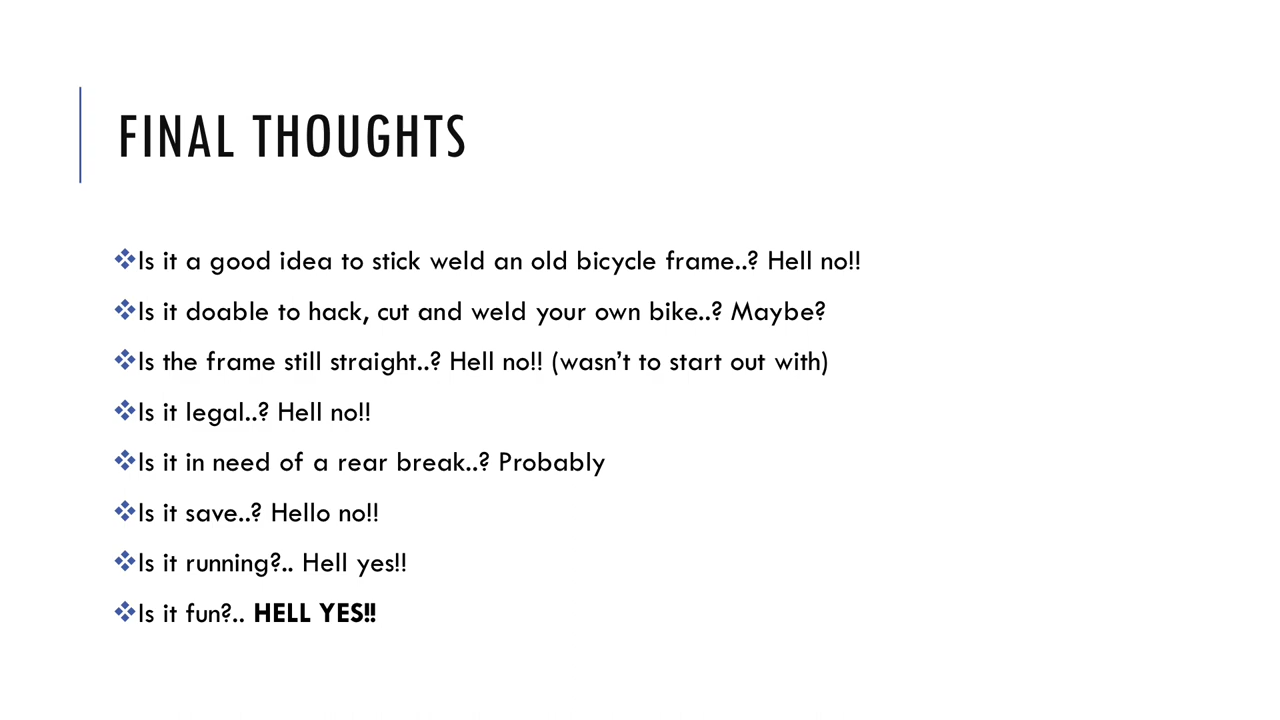 FINAL THOUGHTS
❖Is it a good idea to stick weld an old bicycle frame..? Hell no!!
❖Is it doable to hack, cut and weld your own bike..? Maybe?
❖Is the frame still straight..? Hell no!! (wasn’t to start out with)
❖Is it legal..? Hell no!!
❖Is it in need of a rear break..? Probably
❖Is it save..? Hello no!!
❖Is it running?.. Hell yes!!
❖Is it fun?.. HELL YES!!